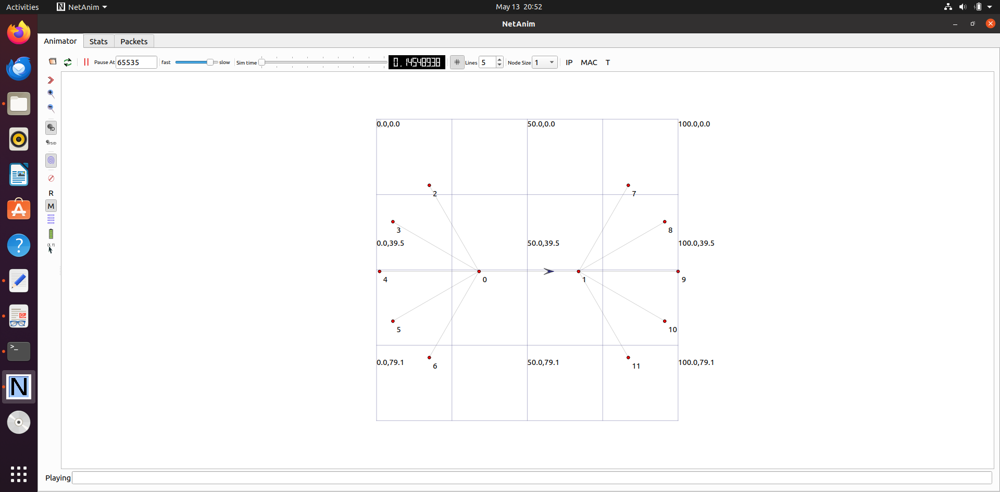 Activities NetAnim May 13 20:52
NetAnim
Animator Stats Packets
Pause At 65535 fast slow Sim time 0.14548938 # Lines 5 Node Size 1 IP MAC T
ID
SYSID
R
M
(X, Y)
0.0,0.0 50.0,0.0 100.0,0.0
2 7
3 8
0.0,39.5 50.0,39.5 100.0,39.5
4 0 1 9
5 10
0.0,79.1 50.0,79.1 100.0,79.1
6 11
Playing